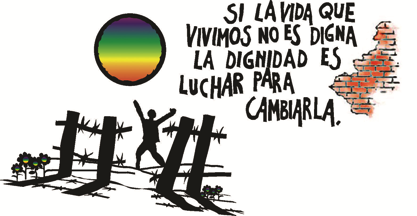 SI LA VIDA QUE
VIVIMOS NO ES DIGNA
LA DIGNIDAD ES
LUCHAR PARA
CAMBIARLA.